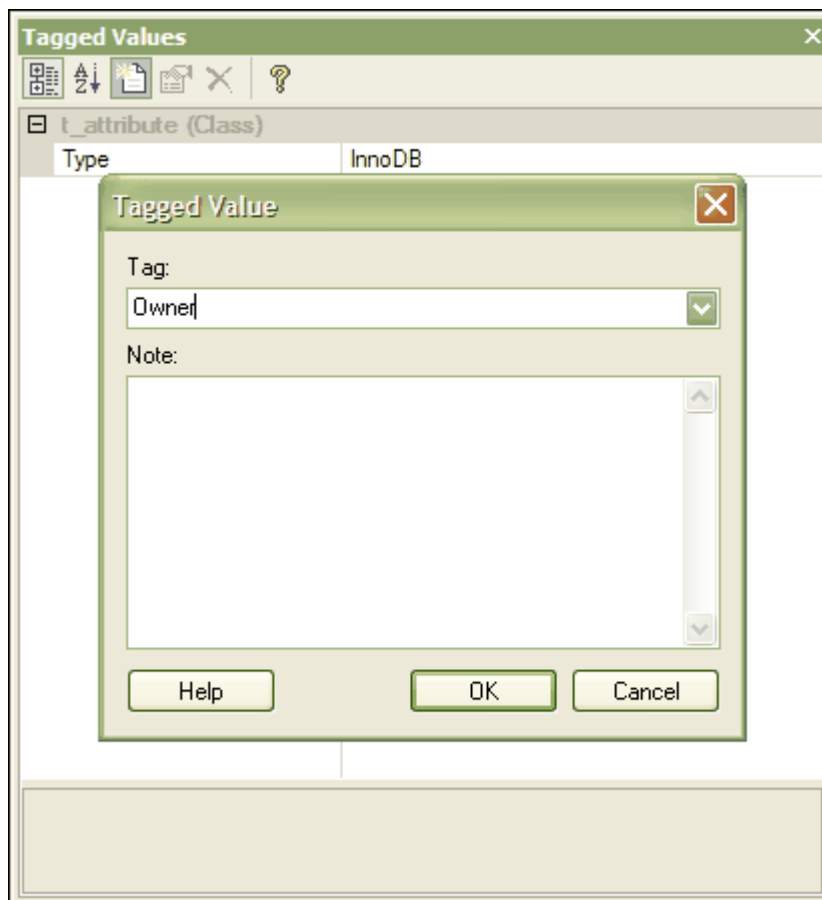 Tagged Values
t_attribute (Class)
Type InnoDB
Tagged Value
Tag:
Owner
Note:
Help OK Cancel